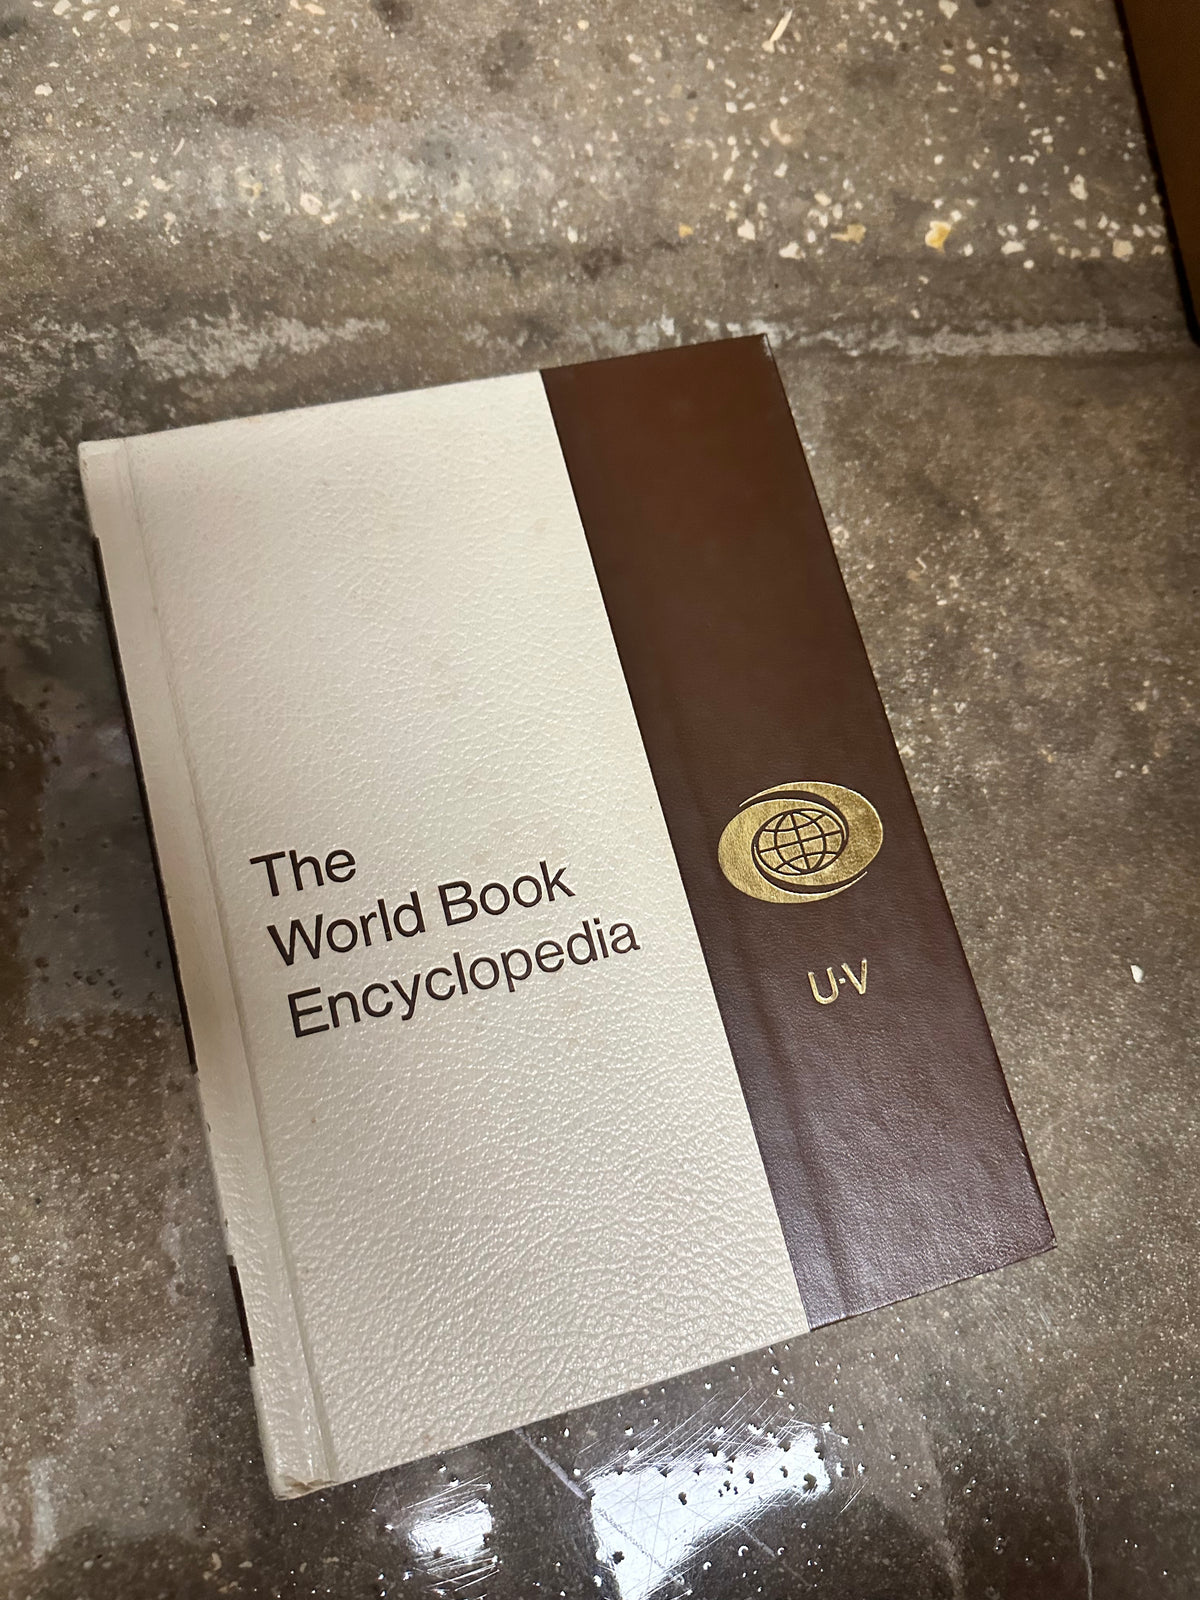 The
World Book
Encyclopedia
U·V